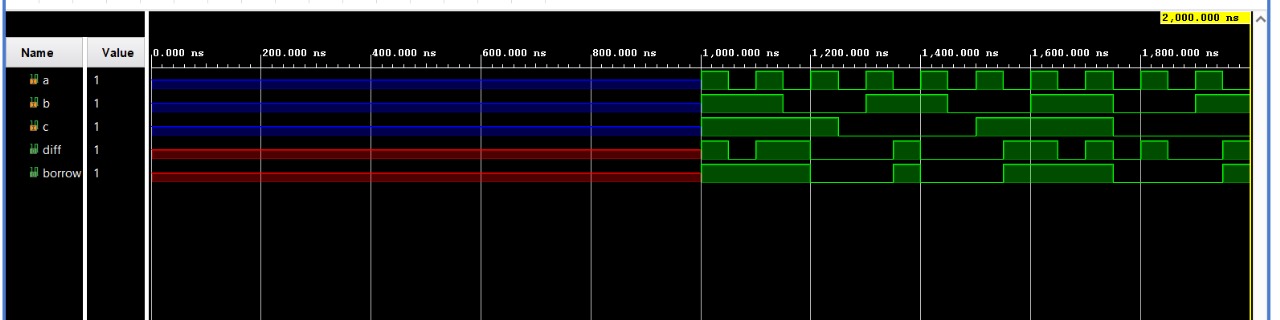 2,000.000 ns
Name Value 0.000 ns 200.000 ns 400.000 ns 600.000 ns 800.000 ns 1,000.000 ns 1,200.000 ns 1,400.000 ns 1,600.000 ns 1,800.000 ns
a 1
b 1
c 1
diff 1
borrow 1